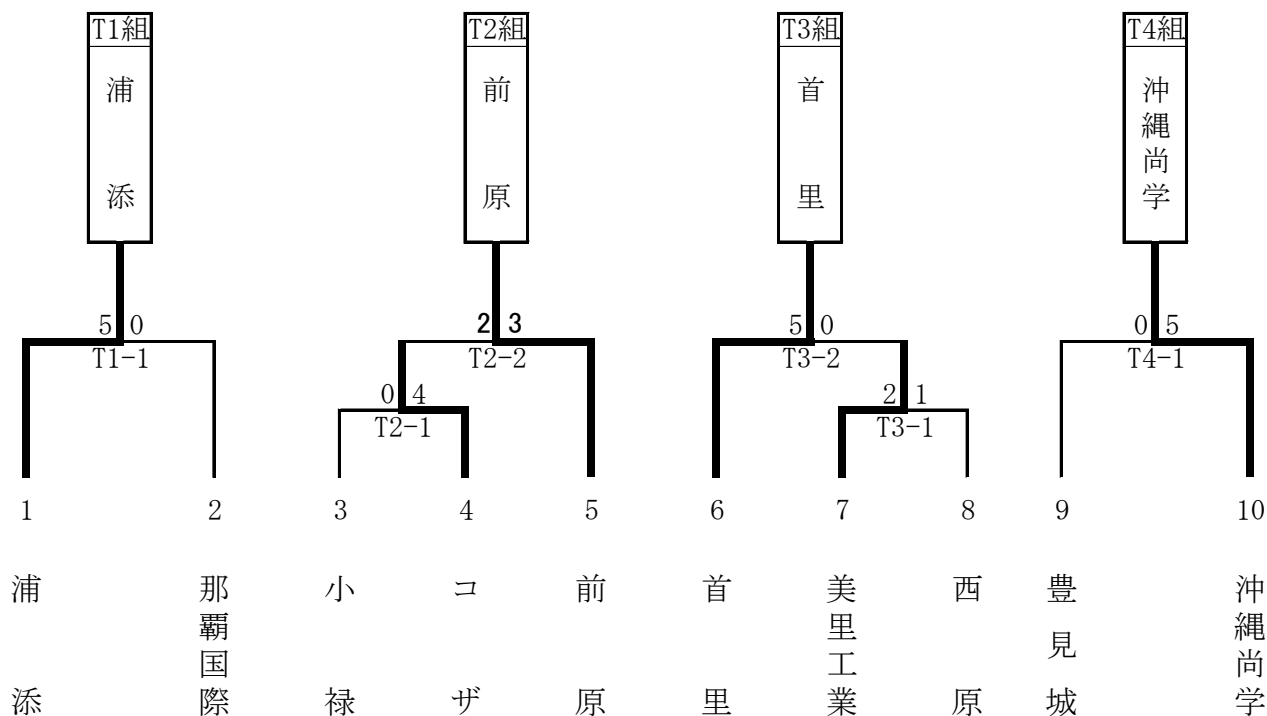 T1組 T2組 T3組 T4組
浦添 前原 首里 沖縄尚学
5 0 2 3 5 0 0 5
T1-1 T2-2 T3-2 T4-1
0 4 2 1
T2-1 T3-1
1 2 3 4 5 6 7 8 9 10
浦添 那覇国際 小禄 コザ 前原 首里 美里工業 西原 豊見城 沖縄尚学